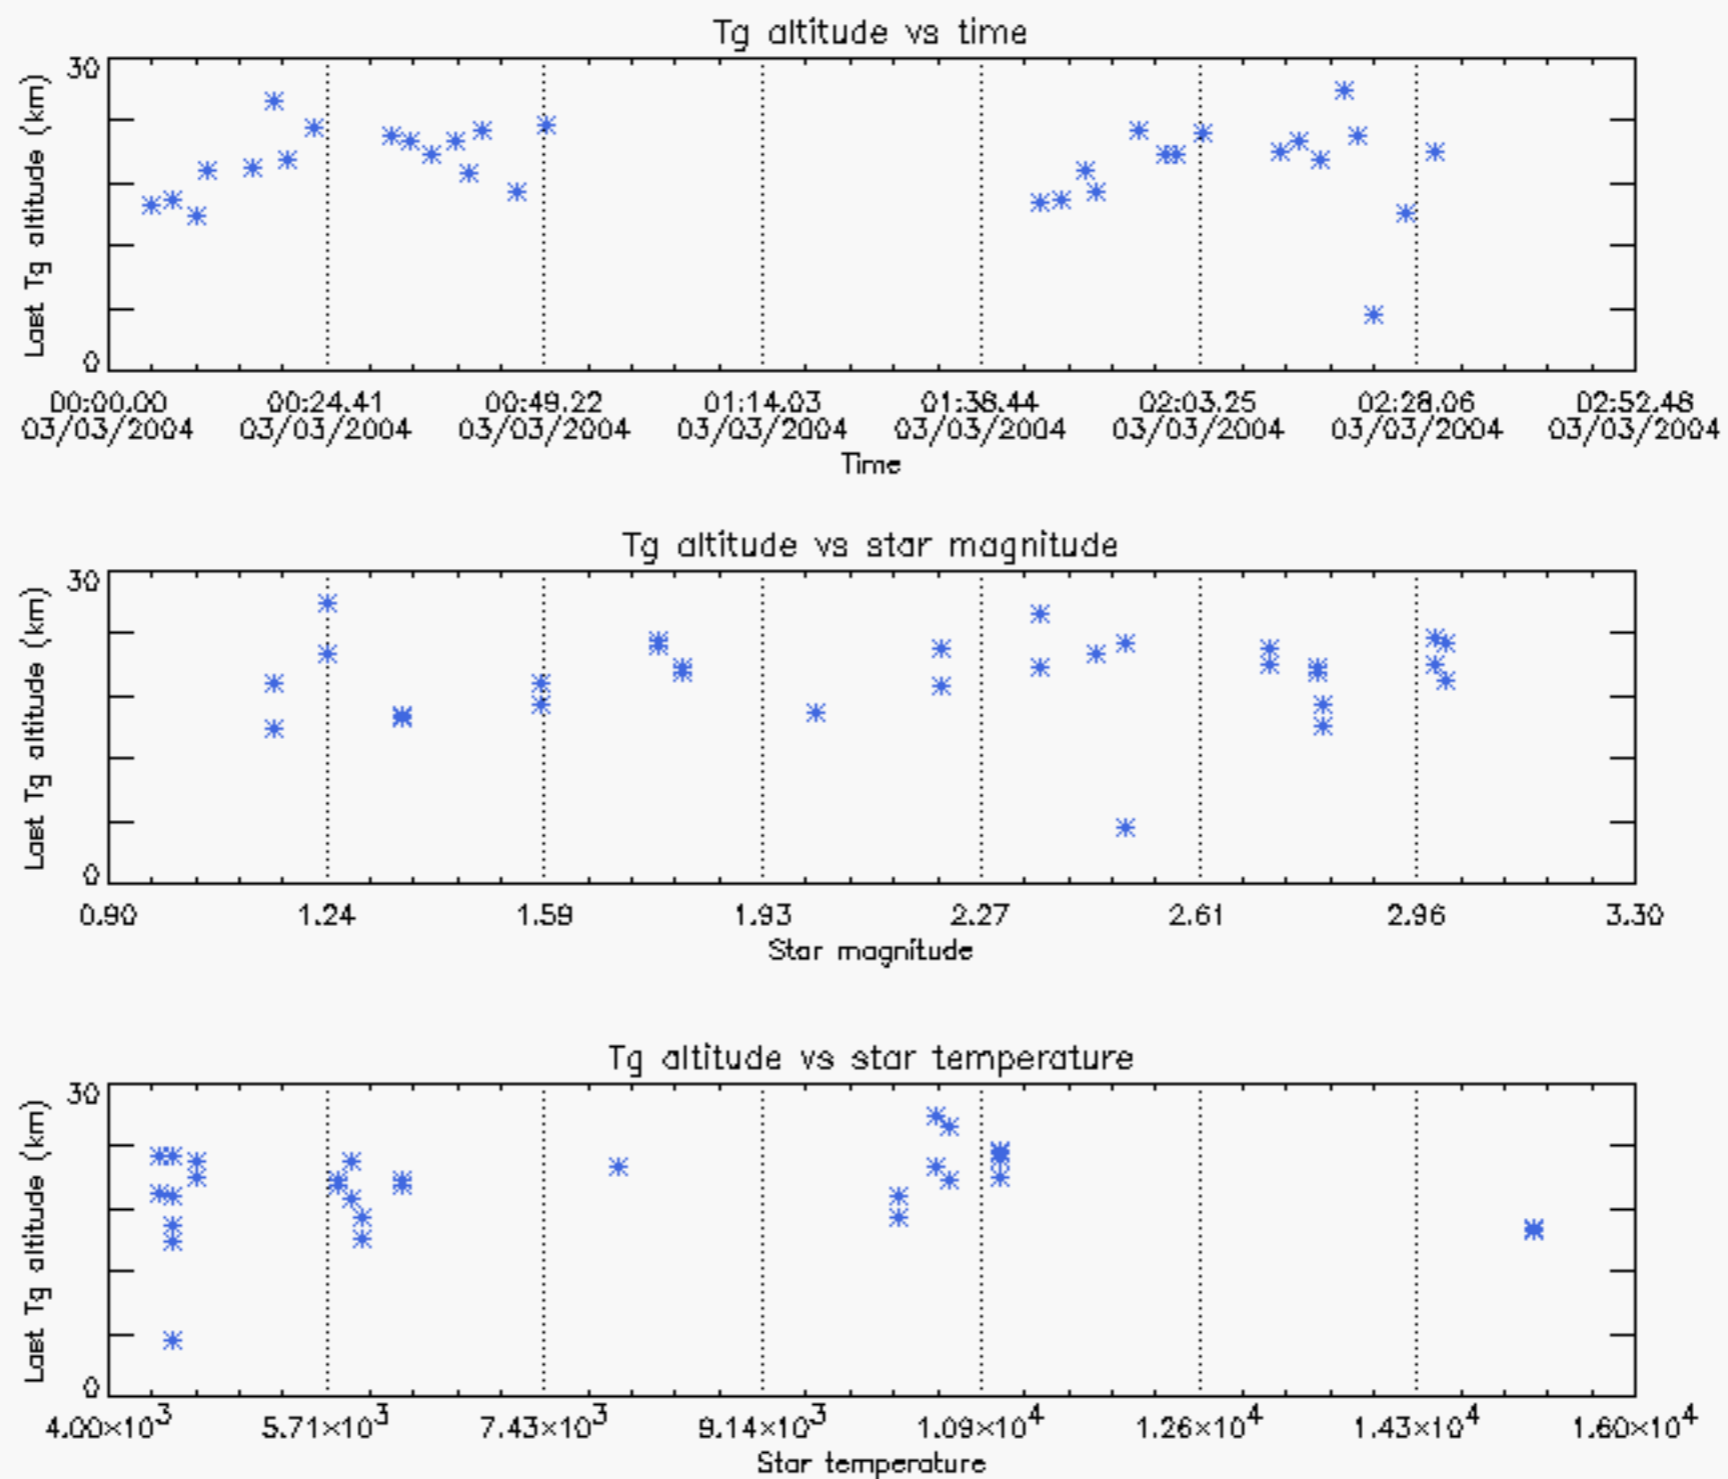 Tg altitude vs time
30
Last Tg altitude (km)
0
00:00.00 00:24.41 00:49.22 01:14.03 01:38.44 02:03.25 02:28.06 02:52.48
03/03/2004 03/03/2004 03/03/2004 03/03/2004 03/03/2004 03/03/2004 03/03/2004 03/03/2004
Time
Tg altitude vs star magnitude
30
Last Tg altitude (km)
0
0.90 1.24 1.59 1.93 2.27 2.61 2.96 3.30
Star magnitude
Tg altitude vs star temperature
30
Last Tg altitude (km)
0
4.00×10³ 5.71×10³ 7.43×10³ 9.14×10³ 1.09×10⁴ 1.26×10⁴ 1.43×10⁴ 1.60×10⁴
Star temperature